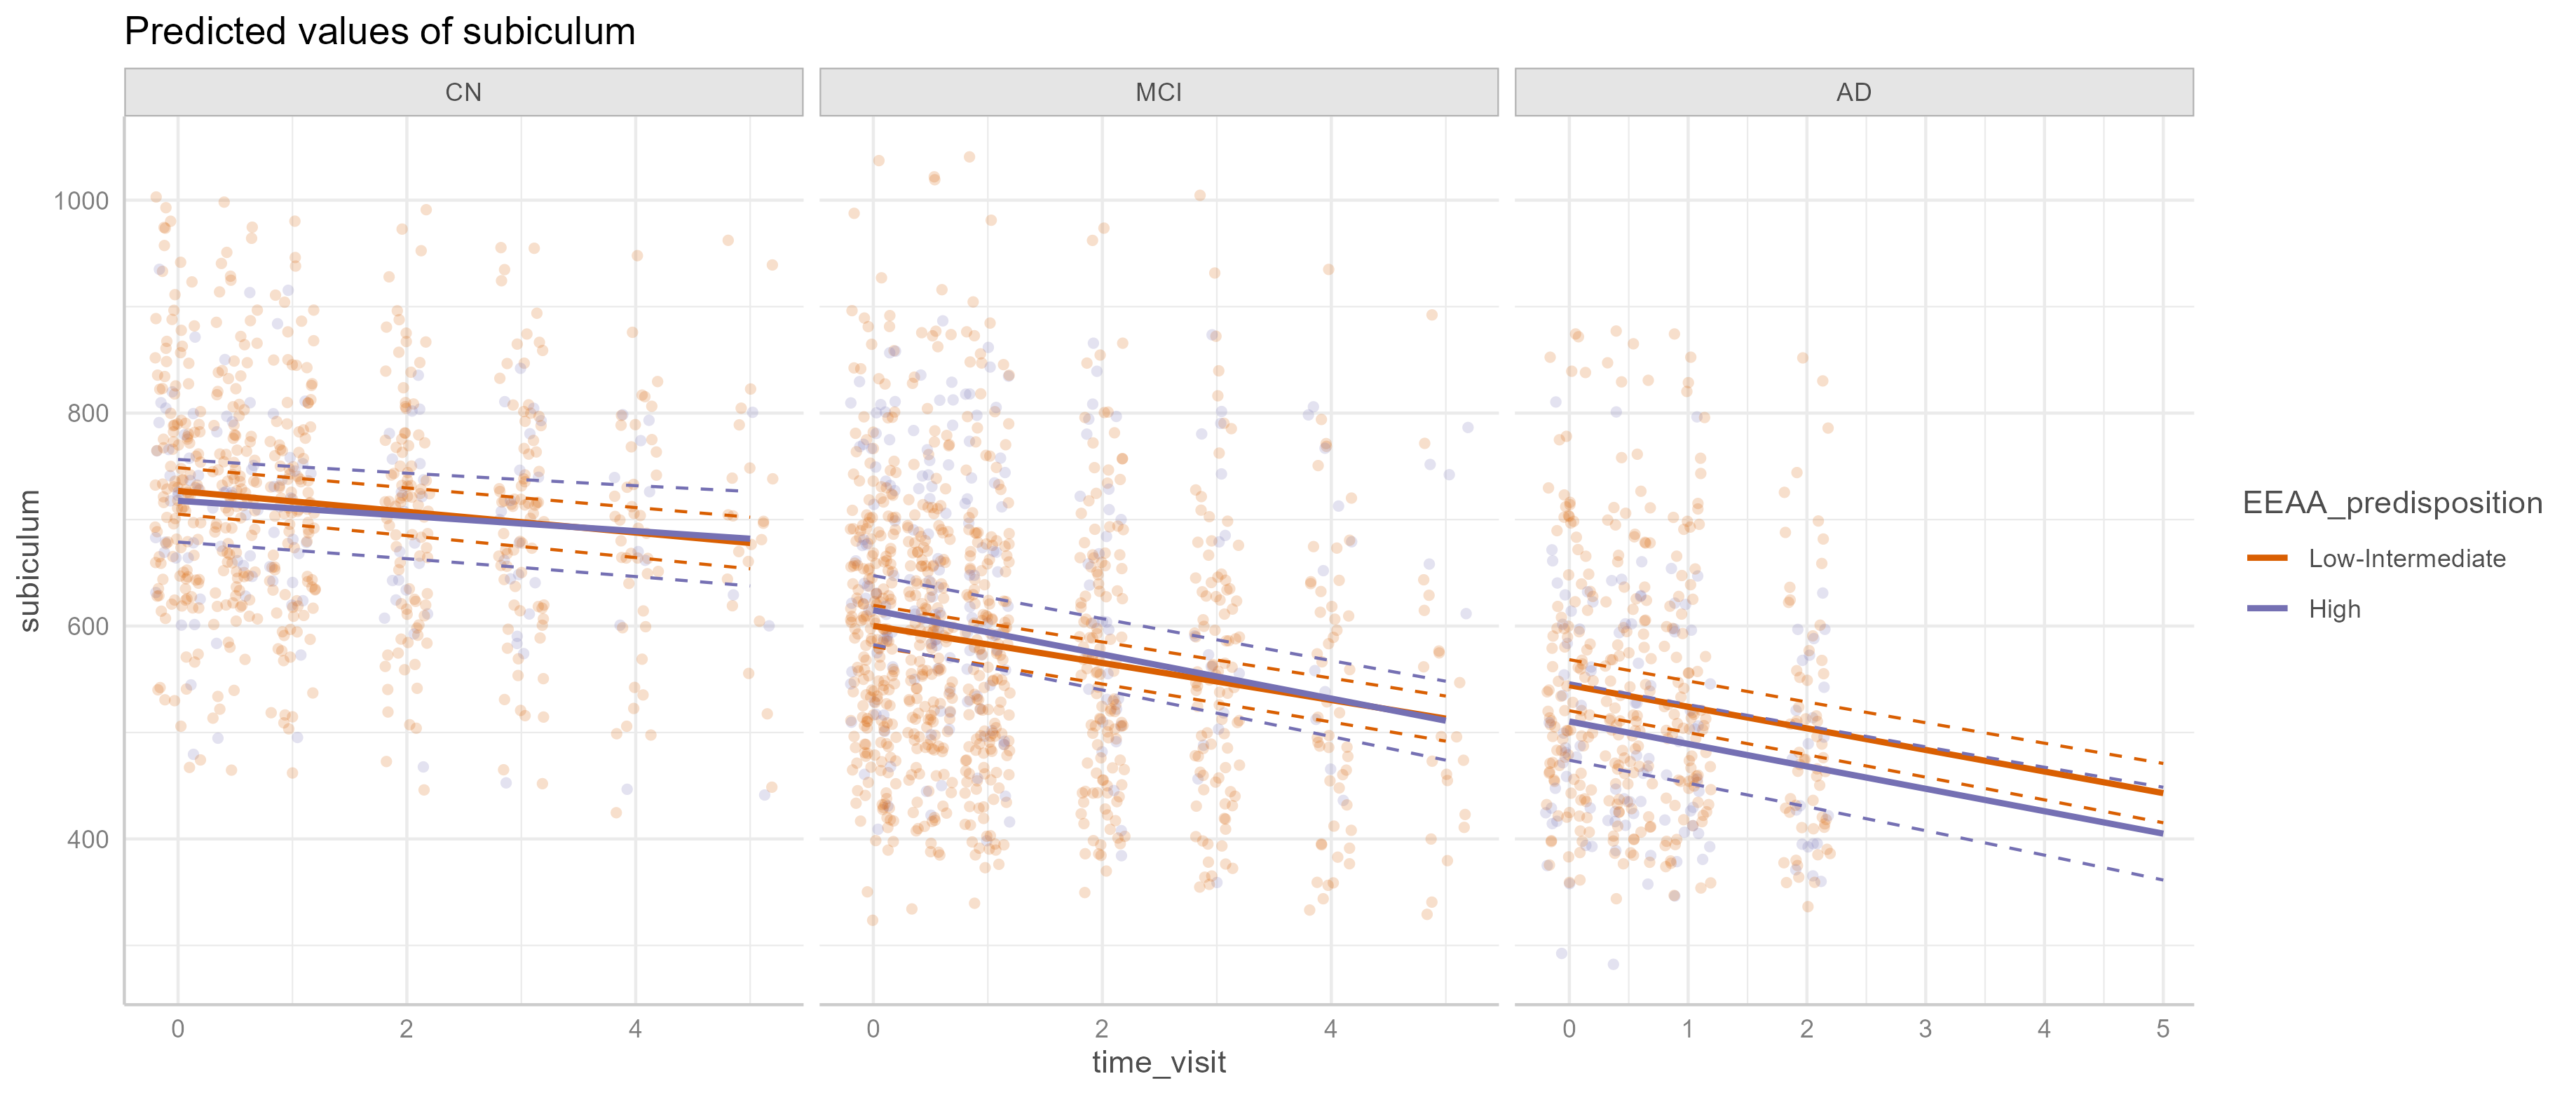 Predicted values of subiculum
CN
MCI
AD
subiculum
1000
800
600
400
0
2
4
0
2
4
0
1
2
3
4
5
time_visit
EEAA_predisposition
Low-Intermediate
High